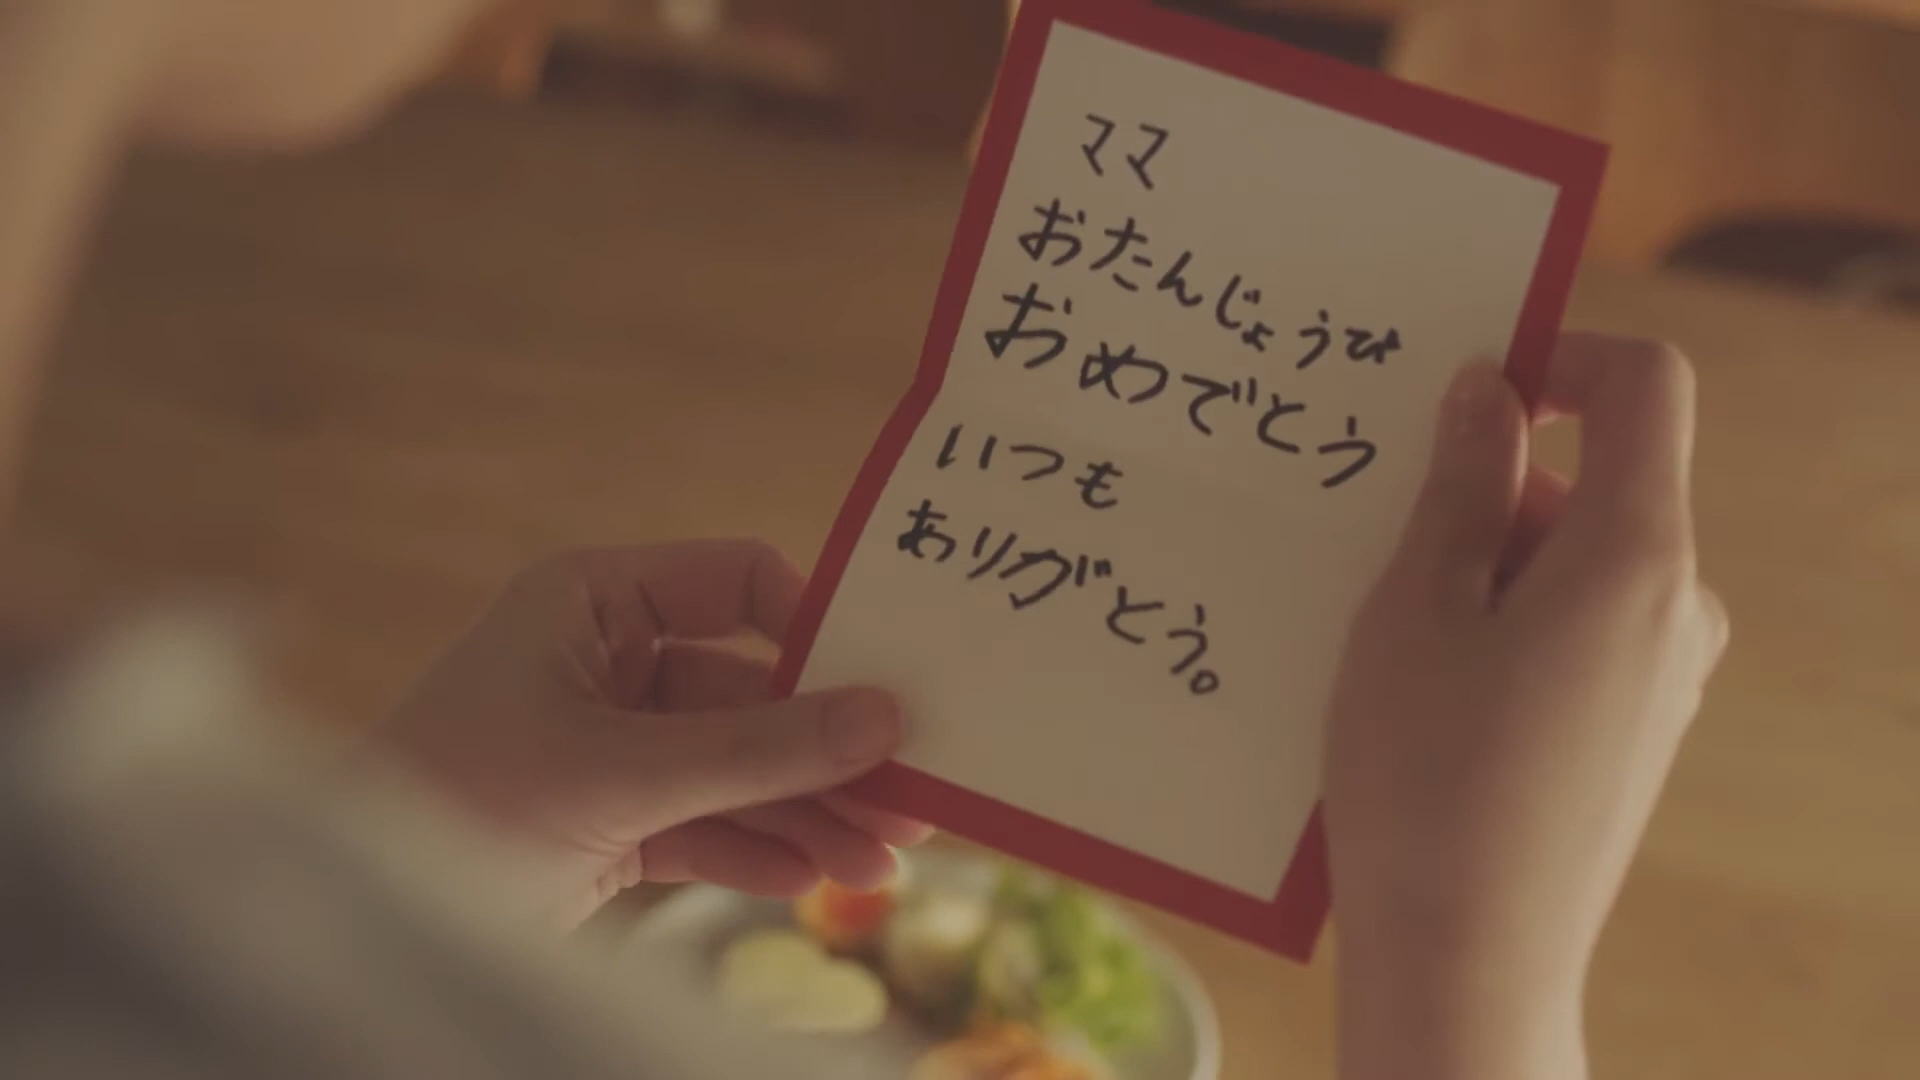 ママ
おたんじょうび
おめでとう
いつも
ありがとう。